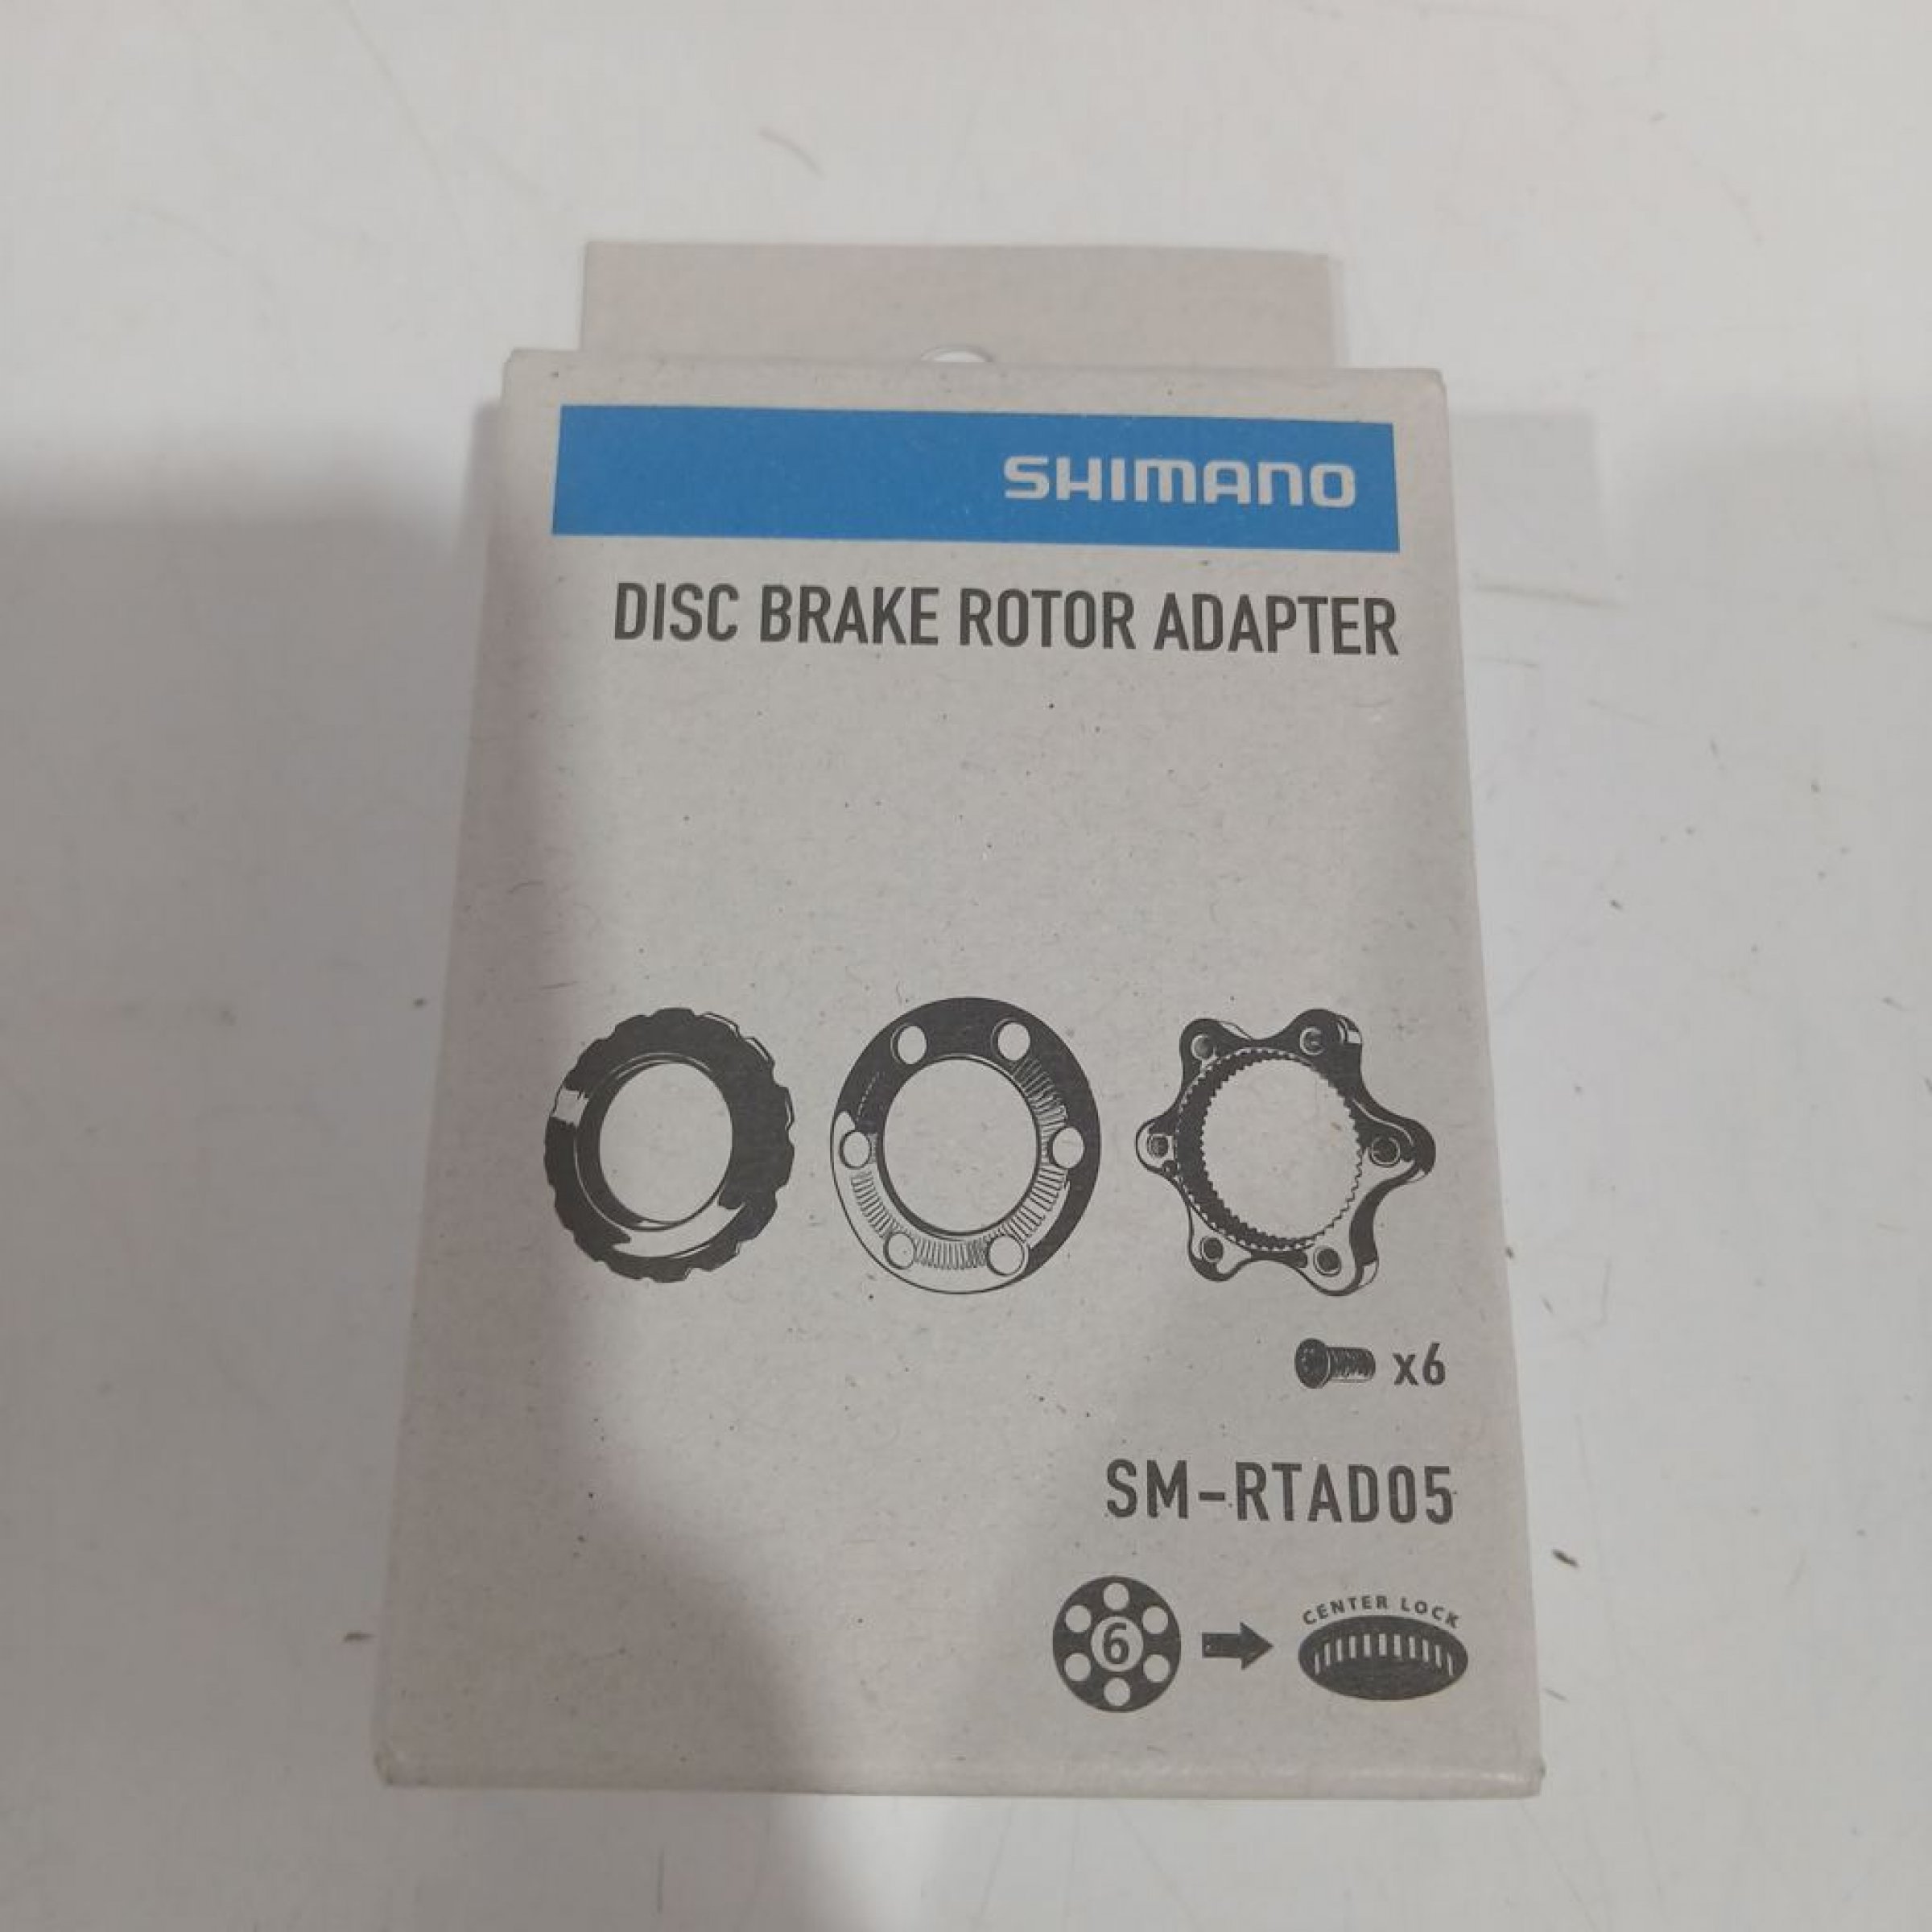 SHIMANO
DISC BRAKE ROTOR ADAPTER
x6
SM-RTAD05
6
CENTER LOCK